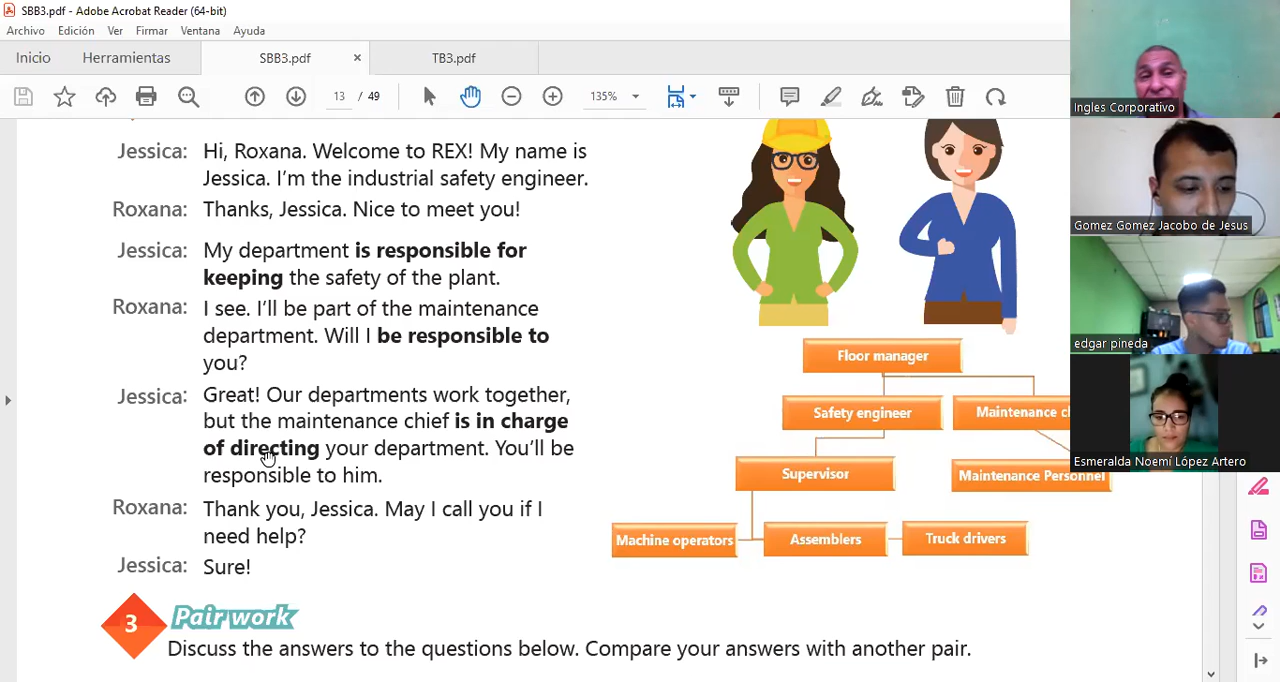 SBB3.pdf - Adobe Acrobat Reader (64-bit)
Archivo Edición Ver Firmar Ventana Ayuda
Inicio Herramientas SBB3.pdf × TB3.pdf
13 / 49 135%
Jessica: Hi, Roxana. Welcome to REX! My name is
Jessica. I'm the industrial safety engineer.
Roxana: Thanks, Jessica. Nice to meet you!
Jessica: My department is responsible for
keeping the safety of the plant.
Roxana: I see. I'll be part of the maintenance
department. Will I be responsible to
you?
Jessica: Great! Our departments work together,
but the maintenance chief is in charge
of directing your department. You'll be
responsible to him.
Roxana: Thank you, Jessica. May I call you if I
need help?
Jessica: Sure!
Floor manager
Safety engineer Maintenance ch
Supervisor Maintenance Personnel
Machine operators Assemblers Truck drivers
3 Pair work
Discuss the answers to the questions below. Compare your answers with another pair.
Ingles Corporativo
Gomez Gomez Jacobo de Jesus
edgar pineda
Esmeralda Noemí López Artero